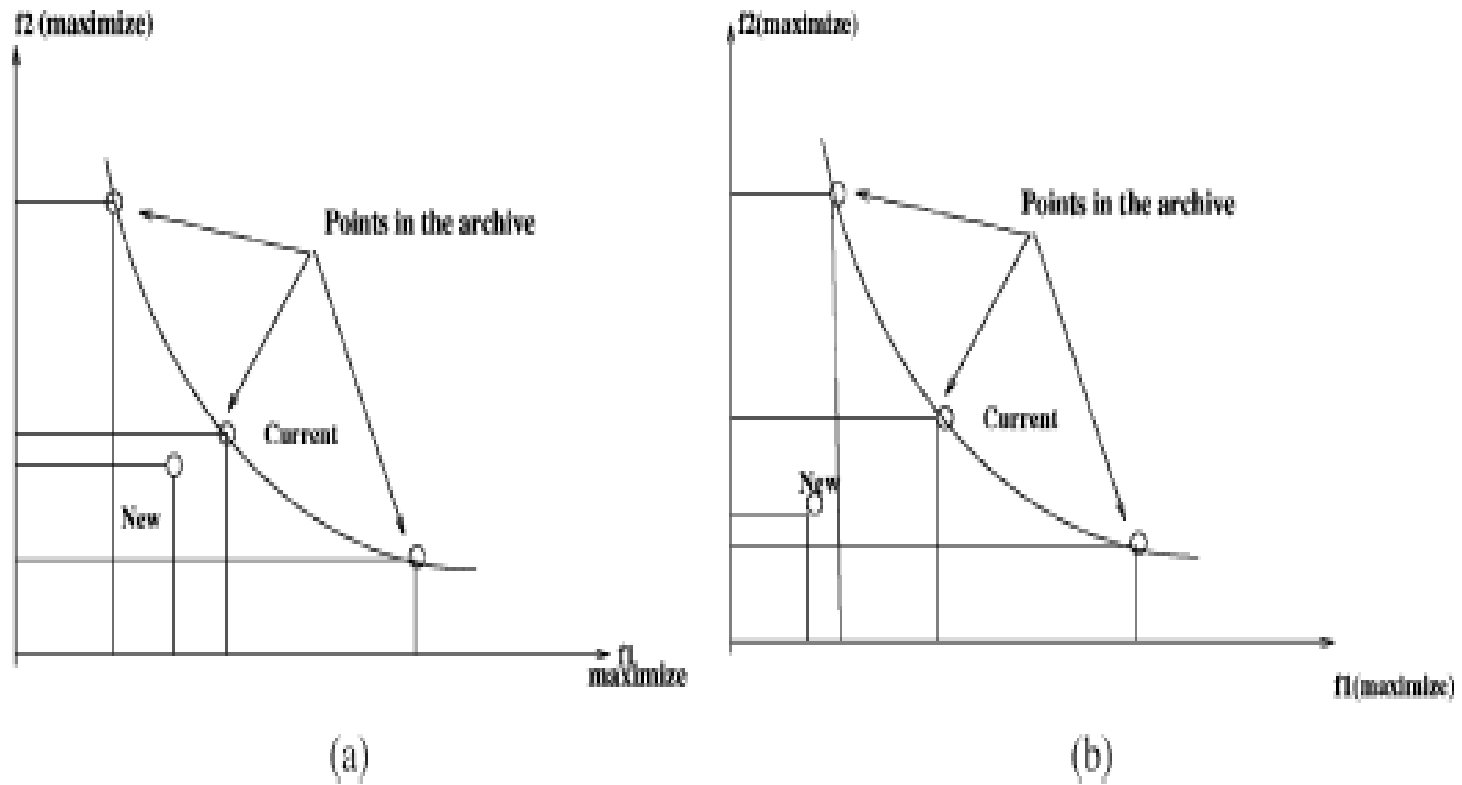 f2 (maximize)
Points in the archive
Current
New
f1
maximize
(a)
f2(maximize)
Points in the archive
Current
New
f1(maximize)
(b)